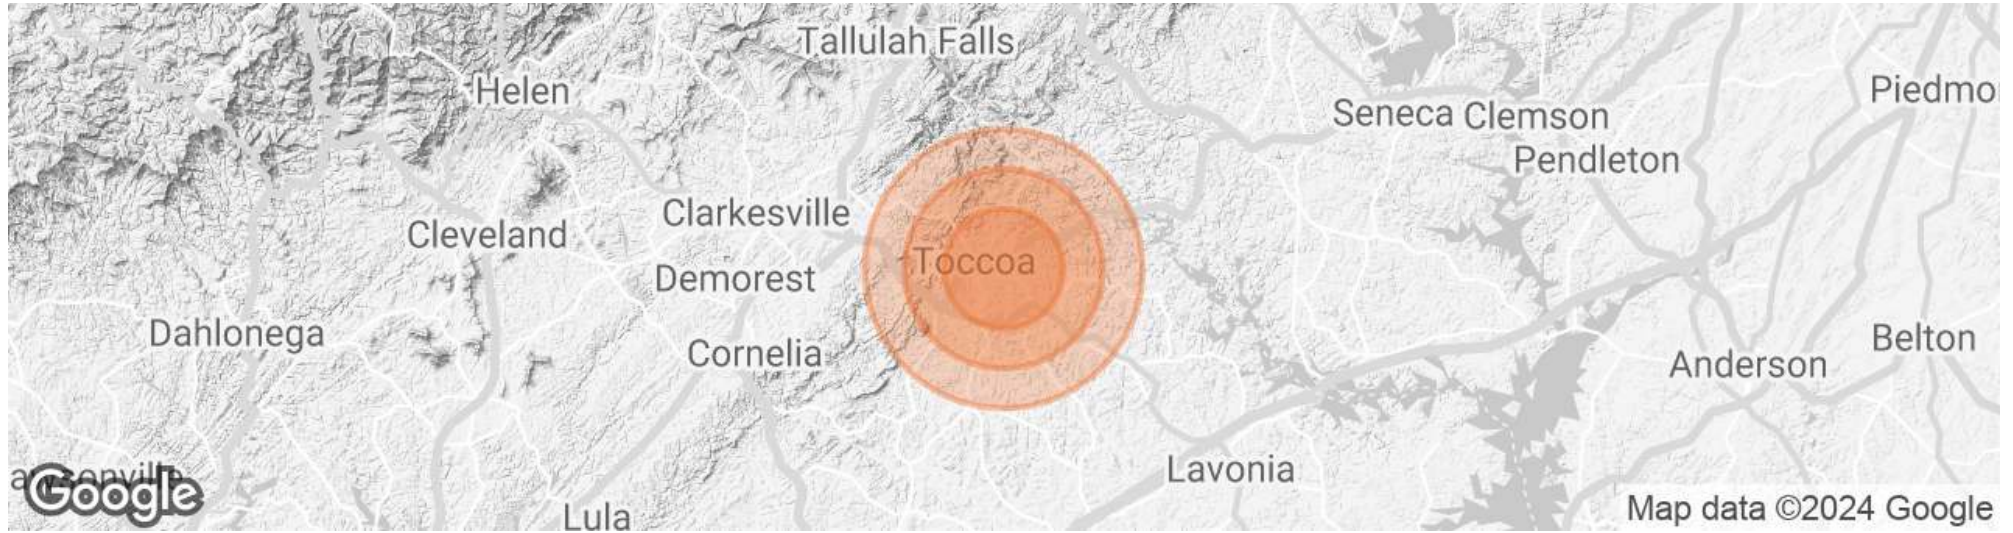 Tallulah Falls
Helen
Piedmo
Seneca
Clemson
Pendleton
Clarkesville
Cleveland
Toccoa
Demorest
Dahlonega
Cornelia
Belton
Anderson
Lavonia
awsonville
Google
Lula
Map data ©2024 Google